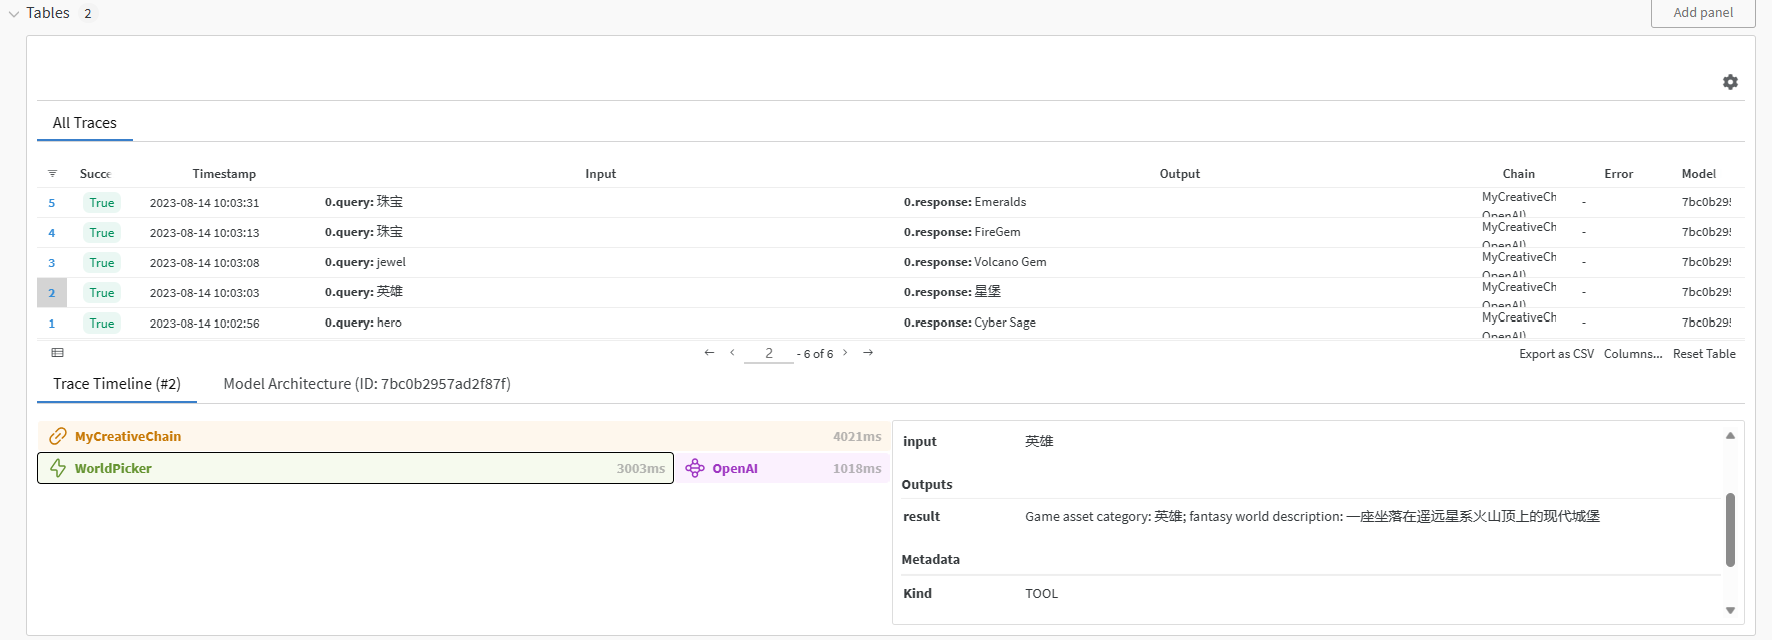 Tables 2
Add panel
All Traces
Succe Timestamp Input Output Chain Error Model
5 True 2023-08-14 10:03:31 0.query: 珠宝 0.response: Emeralds MyCreativeCh OpenAI) - 7bc0b295
4 True 2023-08-14 10:03:13 0.query: 珠宝 0.response: FireGem MyCreativeCh OpenAI) - 7bc0b295
3 True 2023-08-14 10:03:08 0.query: jewel 0.response: Volcano Gem MyCreativeCh OpenAI) - 7bc0b295
2 True 2023-08-14 10:03:03 0.query: 英雄 0.response: 星堡 MyCreativeCh OpenAI) - 7bc0b295
1 True 2023-08-14 10:02:56 0.query: hero 0.response: Cyber Sage MyCreativeCh OpenAI) - 7bc0b295
← ‹ 2 - 6 of 6 › → Export as CSV Columns... Reset Table
Trace Timeline (#2) Model Architecture (ID: 7bc0b2957ad2f87f)
MyCreativeChain 4021ms
WorldPicker 3003ms OpenAI 1018ms
input 英雄
Outputs
result Game asset category: 英雄; fantasy world description: 一座坐落在遥远星系火山顶上的现代城堡
Metadata
Kind TOOL